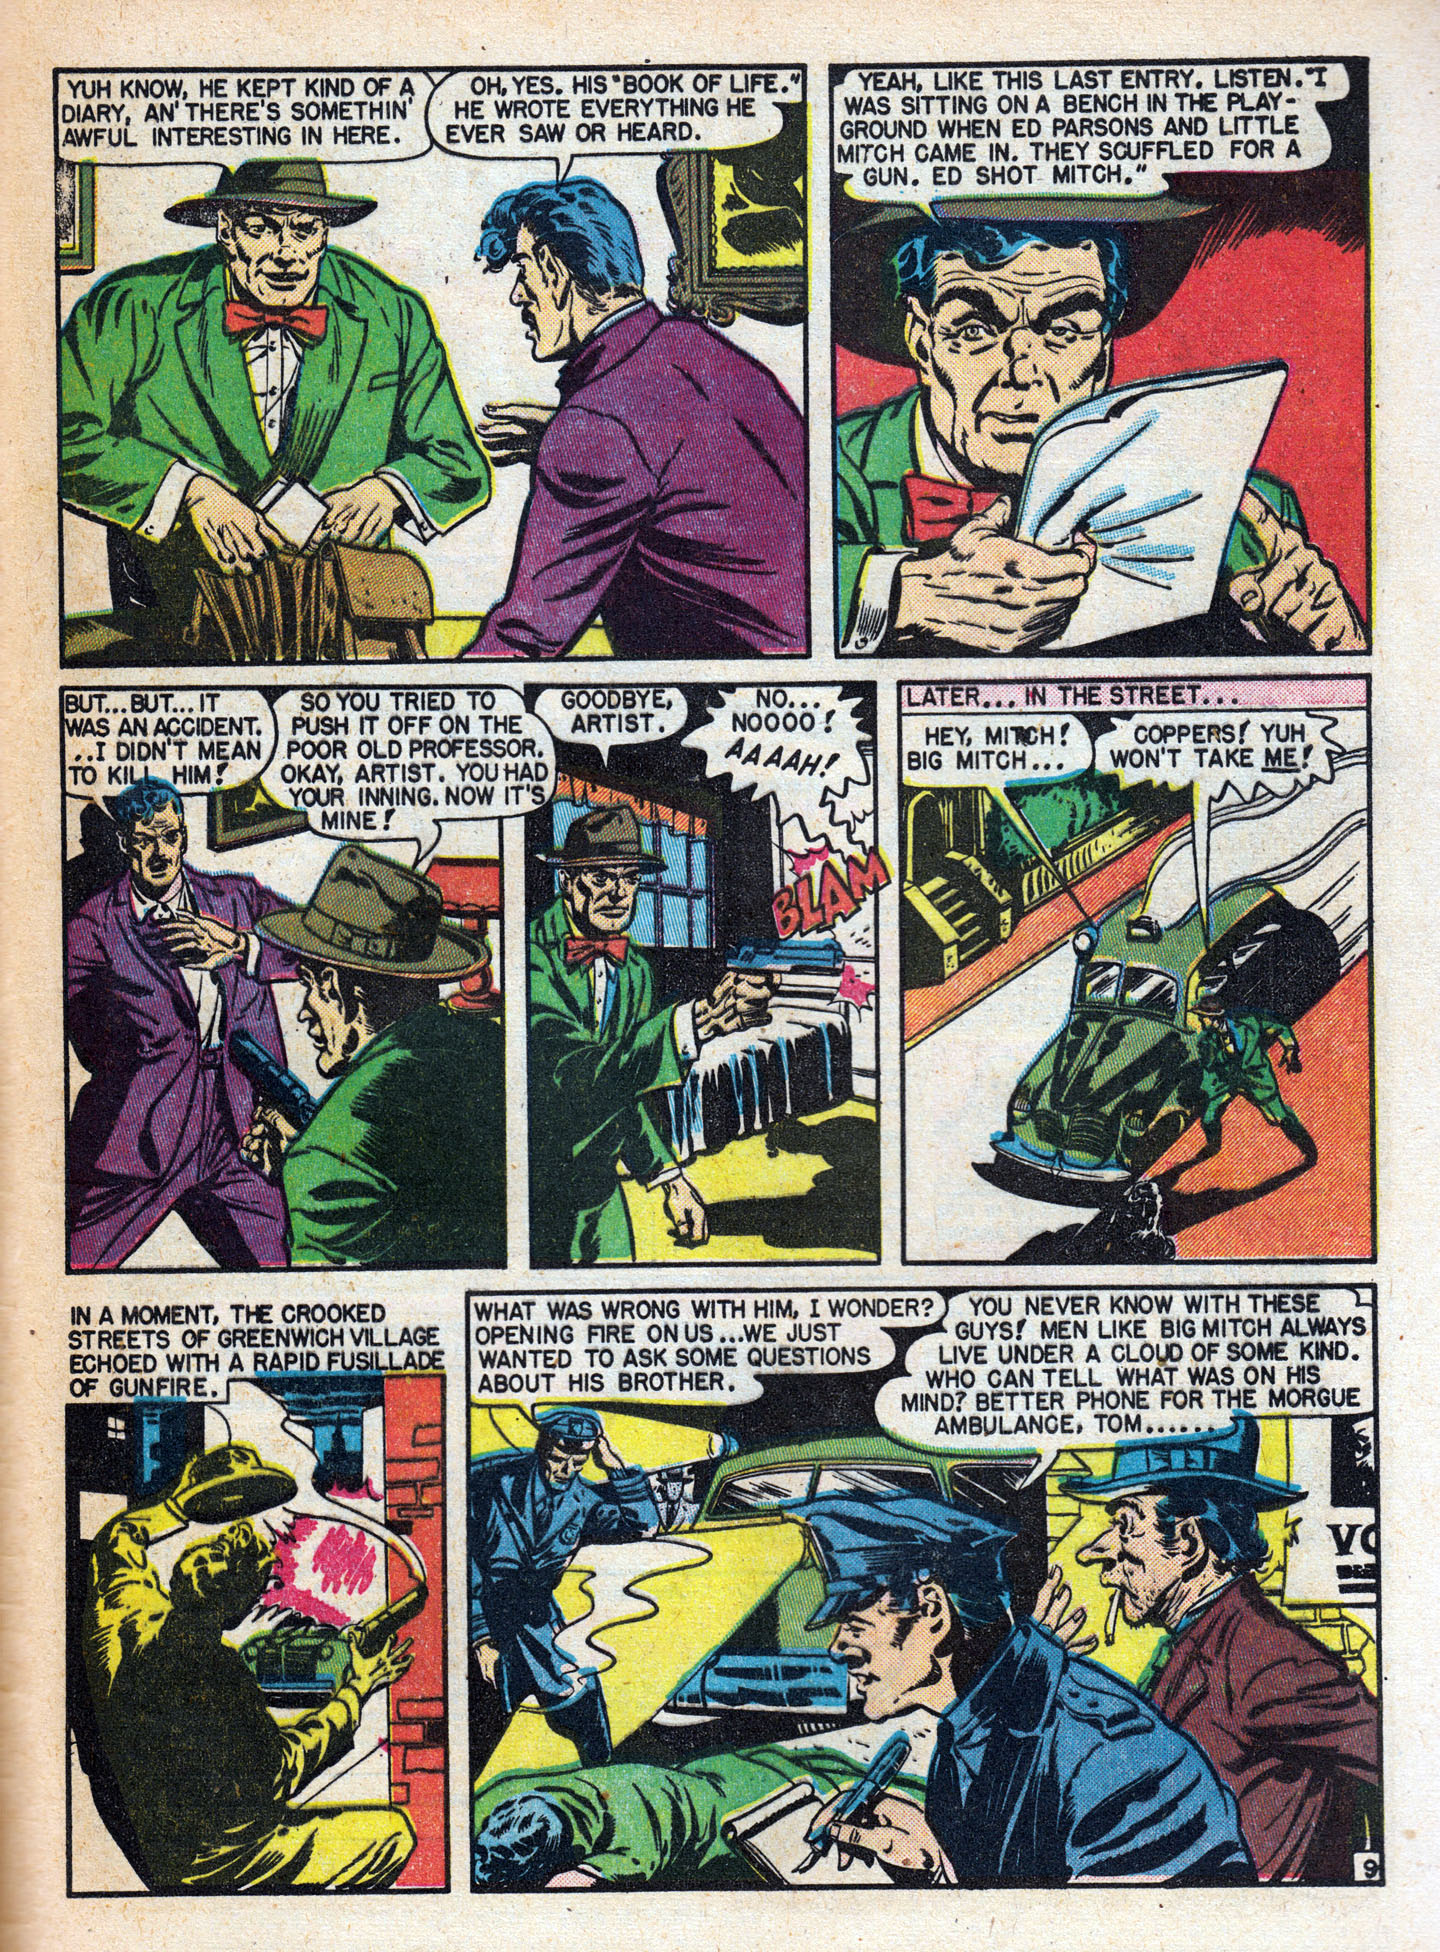 YUH KNOW, HE KEPT KIND OF A
DIARY, AN' THERE'S SOMETHIN'
AWFUL INTERESTING IN HERE.
OH, YES. HIS "BOOK OF LIFE."
HE WROTE EVERYTHING HE
EVER SAW OR HEARD.
YEAH, LIKE THIS LAST ENTRY. LISTEN. "I
WAS SITTING ON A BENCH IN THE PLAY-
GROUND WHEN ED PARSONS AND LITTLE
MITCH CAME IN. THEY SCUFFLED FOR A
GUN. ED SHOT MITCH."
BUT... BUT... IT
WAS AN ACCIDENT.
...I DIDN'T MEAN
TO KILL HIM!
SO YOU TRIED TO
PUSH IT OFF ON THE
POOR OLD PROFESSOR.
OKAY, ARTIST. YOU HAD
YOUR INNING. NOW IT'S
MINE!
GOODBYE,
ARTIST.
NO...
NOOOO!
AAAAH!
BLAM
LATER... IN THE STREET...
HEY, MITCH!
BIG MITCH...
COPPERS! YUH
WON'T TAKE ME!
IN A MOMENT, THE CROOKED
STREETS OF GREENWICH VILLAGE
ECHOED WITH A RAPID FUSILLADE
OF GUNFIRE.
WHAT WAS WRONG WITH HIM, I WONDER?
OPENING FIRE ON US...WE JUST
WANTED TO ASK SOME QUESTIONS
ABOUT HIS BROTHER.
YOU NEVER KNOW WITH THESE
GUYS! MEN LIKE BIG MITCH ALWAYS
LIVE UNDER A CLOUD OF SOME KIND.
WHO CAN TELL WHAT WAS ON HIS
MIND? BETTER PHONE FOR THE MORGUE
AMBULANCE, TOM.......
VO
9